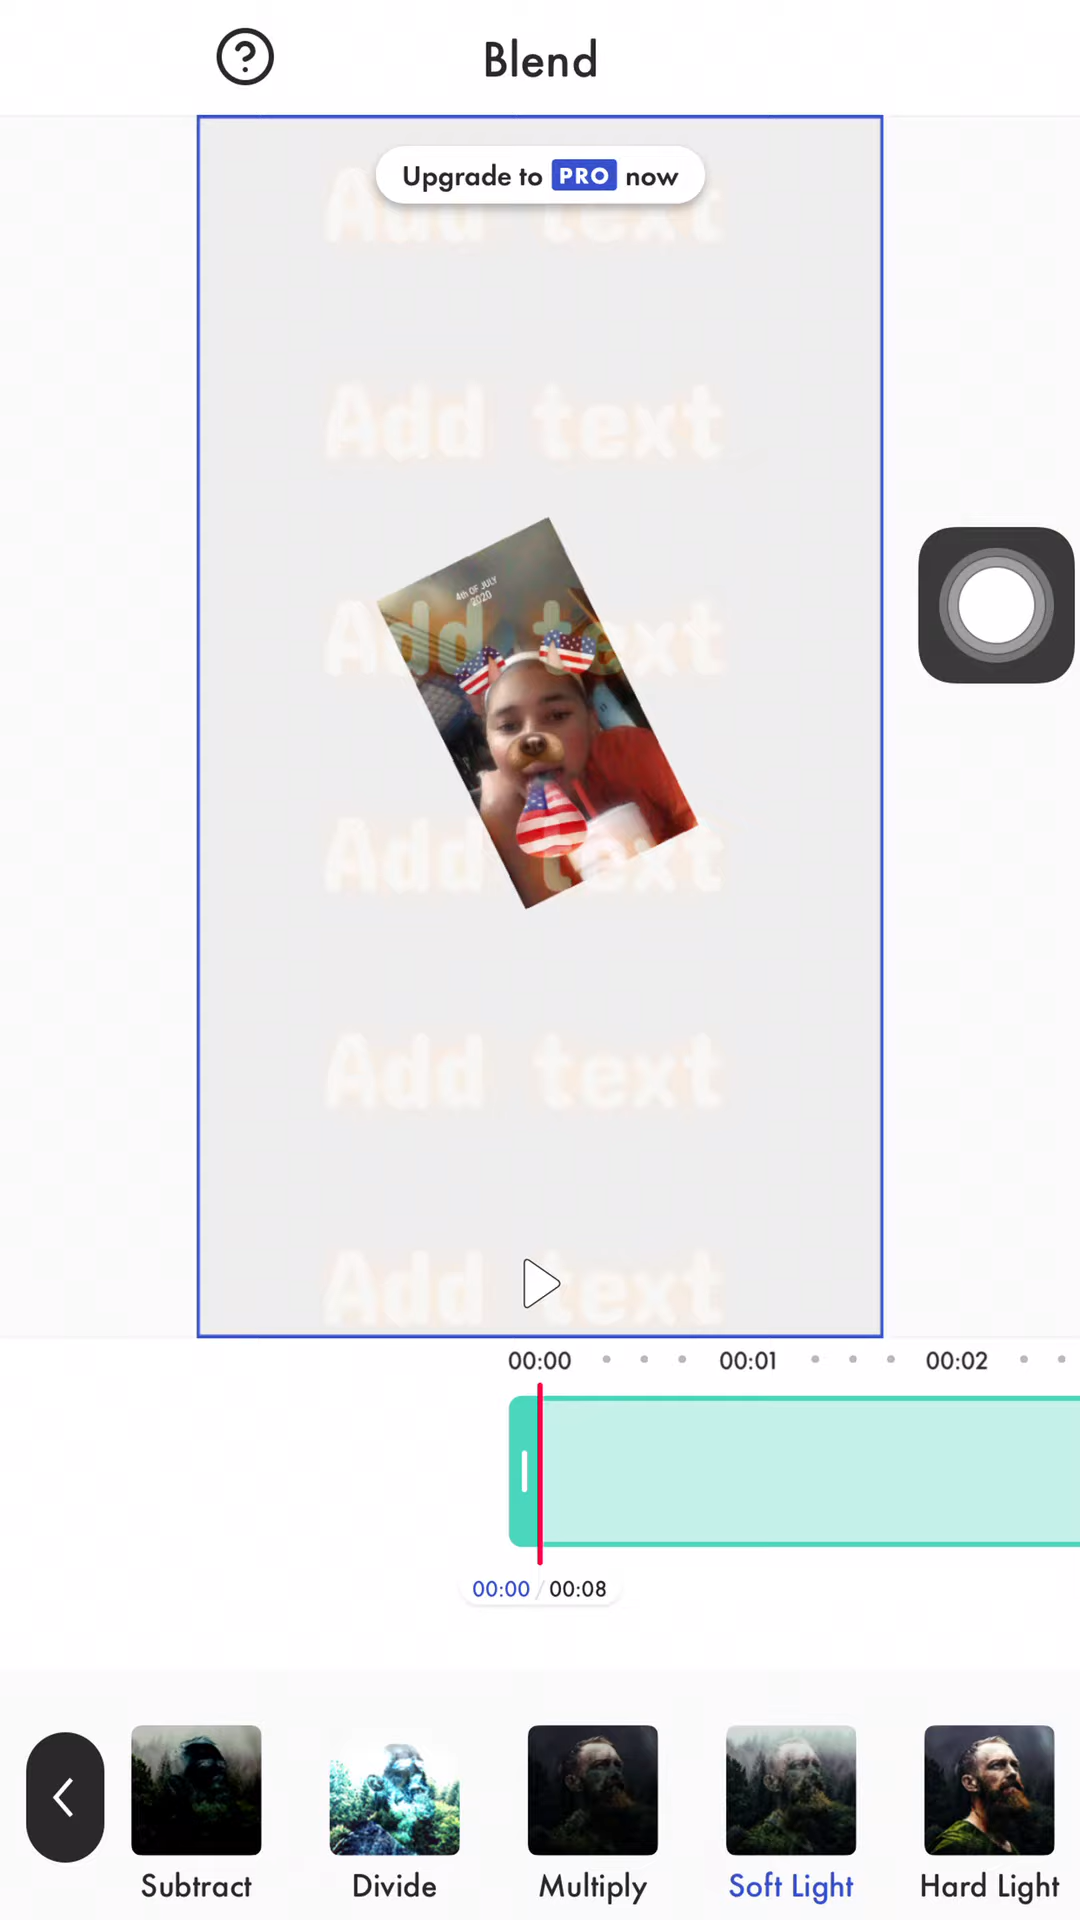 Blend
Upgrade to PRO now
Add text
Add text
4th OF JULY
2020
Add text
Add text
Add text
Add text
00:00 00:01 00:02
00:00 / 00:08
Subtract Divide Multiply Soft Light Hard Light